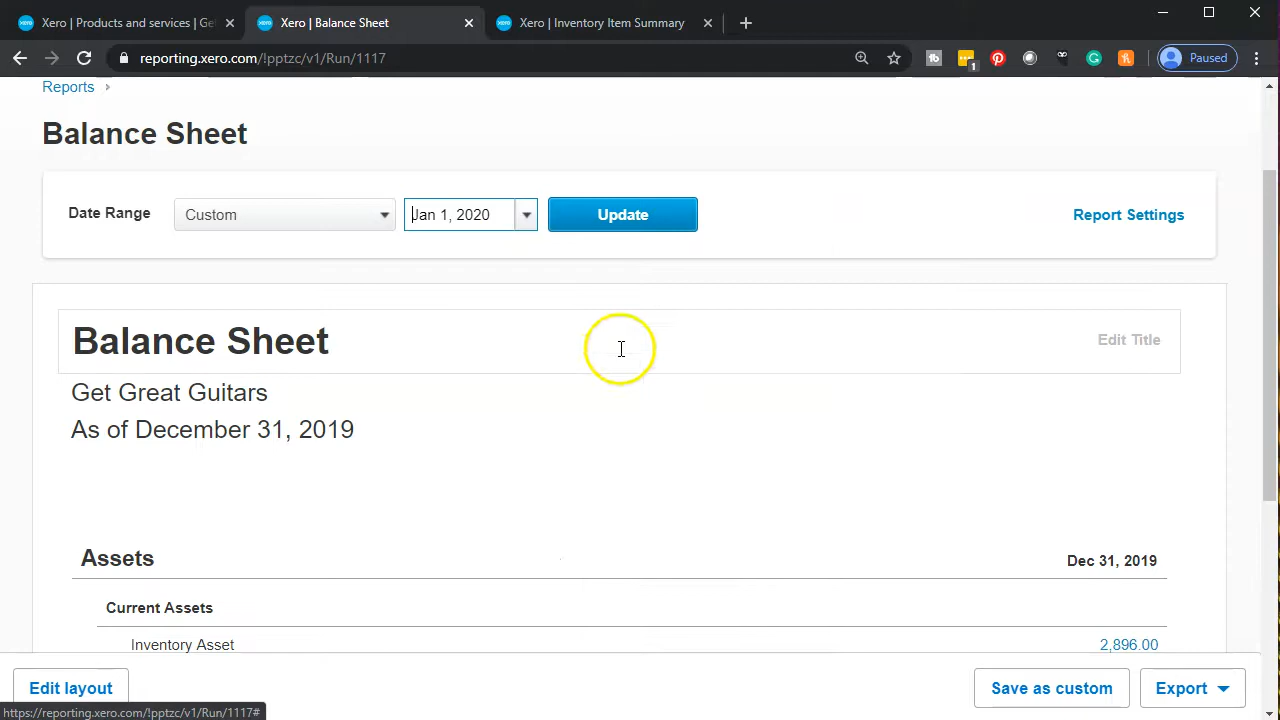 Xero | Products and services | Ge
Xero | Balance Sheet
Xero | Inventory Item Summary
reporting.xero.com/!pptzc/v1/Run/1117
1
Paused
Reports
Balance Sheet
Date Range
Custom
Jan 1, 2020
Update
Report Settings
Balance Sheet
Edit Title
Get Great Guitars
As of December 31, 2019
Assets
Dec 31, 2019
Current Assets
Inventory Asset
2,896.00
Edit layout
Save as custom
Export
https://reporting.xero.com/!pptzc/v1/Run/1117#